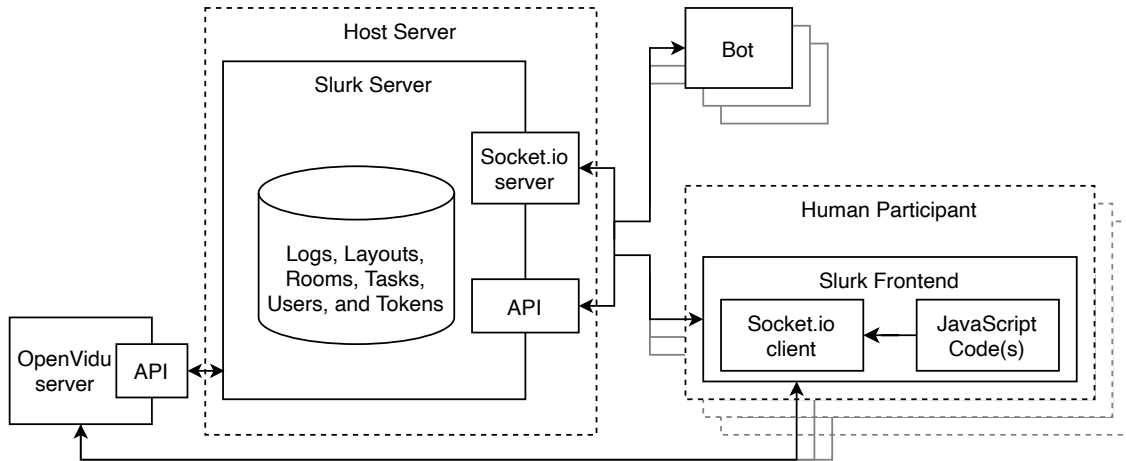 Host Server
Slurk Server
Socket.io
server
Logs, Layouts,
Rooms, Tasks,
Users, and Tokens
API
OpenVidu
server
API
Bot
Human Participant
Slurk Frontend
Socket.io
client
JavaScript
Code(s)